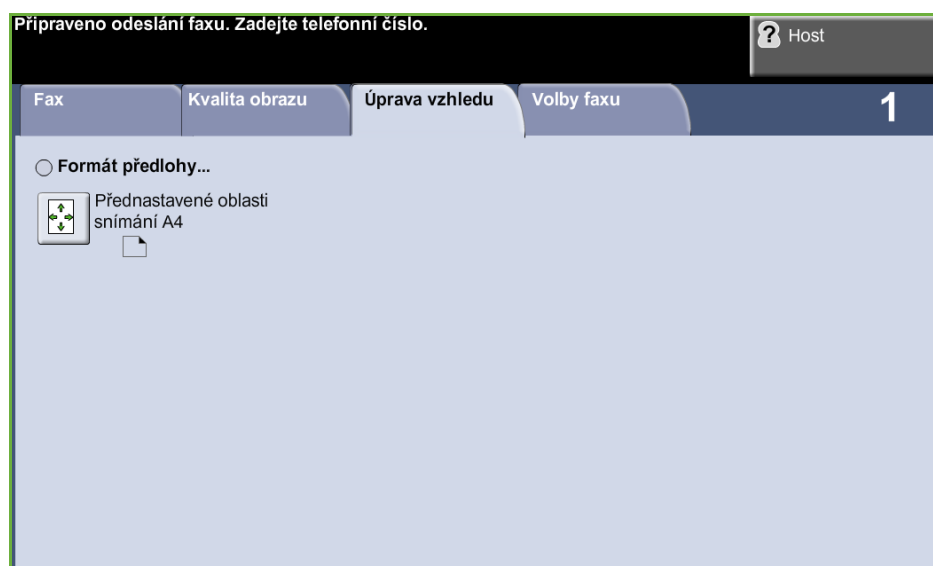 Připraveno odeslání faxu. Zadejte telefonní číslo.
? Host
Fax
Kvalita obrazu
Úprava vzhledu
Volby faxu
1
Formát předlohy...
Přednastavené oblasti
snímání A4